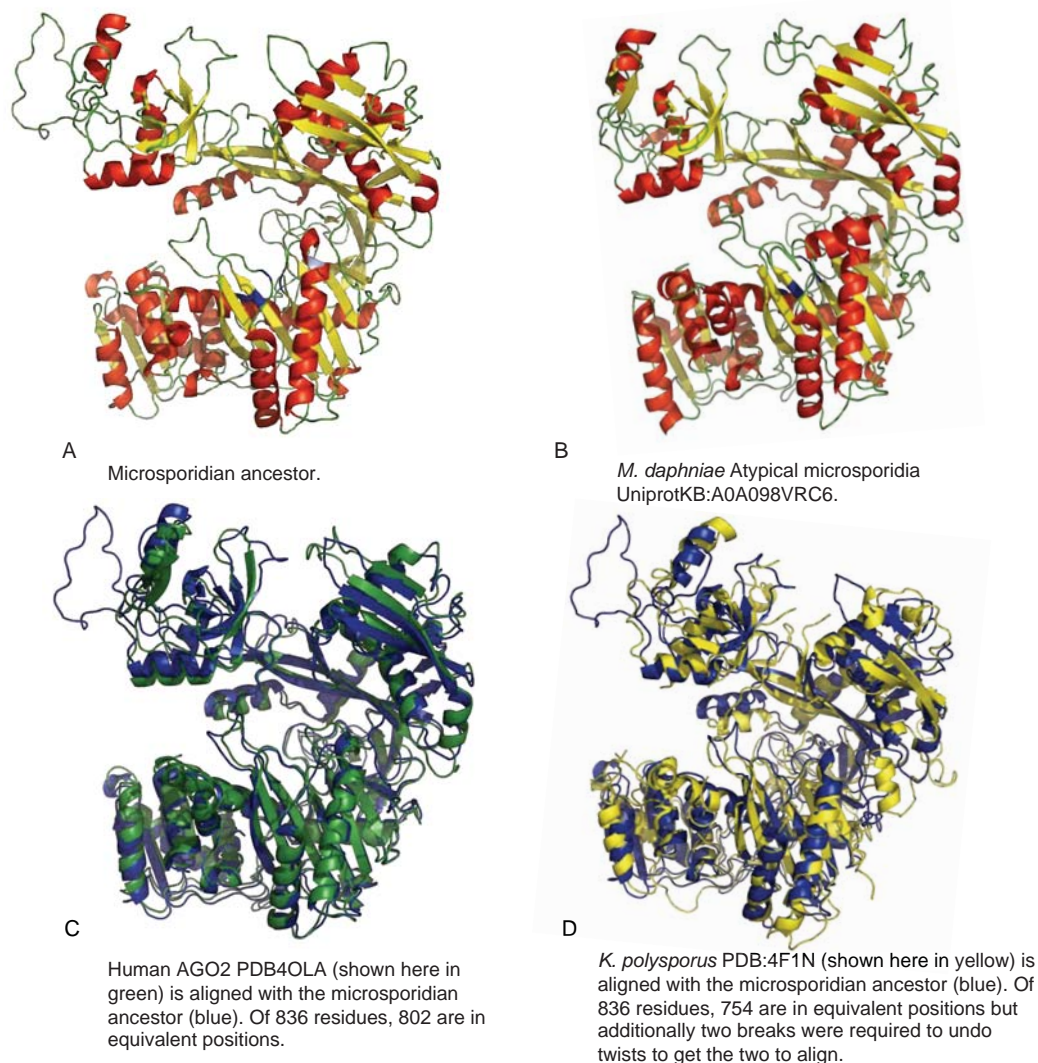 A
Microsporidian ancestor.
B
M. daphniae Atypical microsporidia
UniprotKB:A0A098VRC6.
C
Human AGO2 PDB4OLA (shown here in
green) is aligned with the microsporidian
ancestor (blue). Of 836 residues, 802 are in
equivalent positions.
D
K. polysporus PDB:4F1N (shown here in yellow) is
aligned with the microsporidian ancestor (blue). Of
836 residues, 754 are in equivalent positions but
additionally two breaks were required to undo
twists to get the two to align.